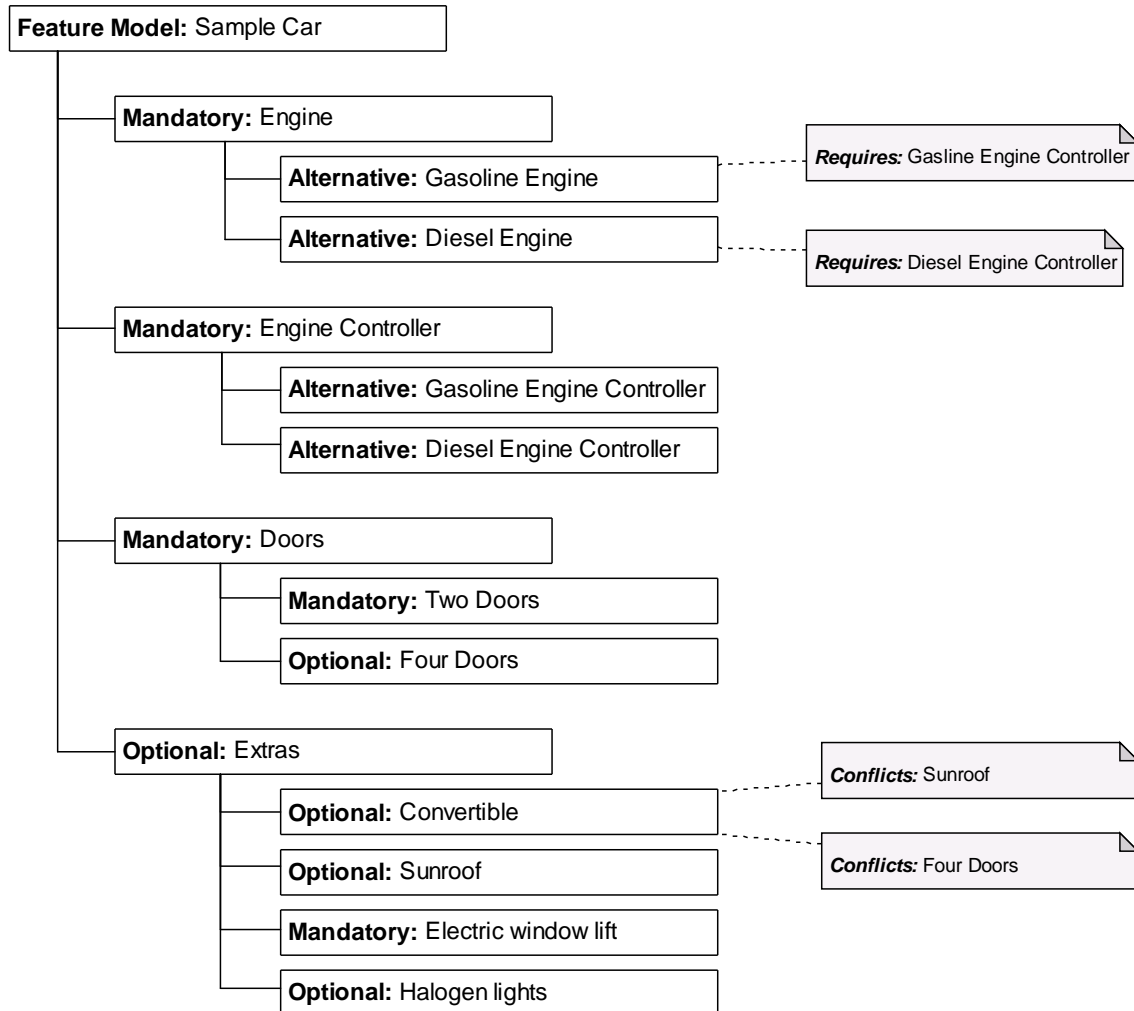 Feature Model: Sample Car
Mandatory: Engine
Alternative: Gasoline Engine
Requires: Gasline Engine Controller
Alternative: Diesel Engine
Requires: Diesel Engine Controller
Mandatory: Engine Controller
Alternative: Gasoline Engine Controller
Alternative: Diesel Engine Controller
Mandatory: Doors
Mandatory: Two Doors
Optional: Four Doors
Optional: Extras
Conflicts: Sunroof
Optional: Convertible
Conflicts: Four Doors
Optional: Sunroof
Mandatory: Electric window lift
Optional: Halogen lights